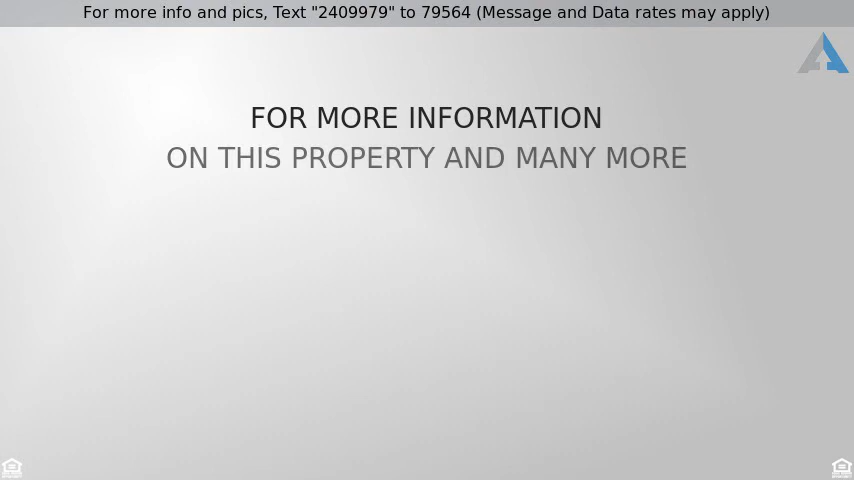 For more info and pics, Text "2409979" to 79564 (Message and Data rates may apply)
FOR MORE INFORMATION
ON THIS PROPERTY AND MANY MORE